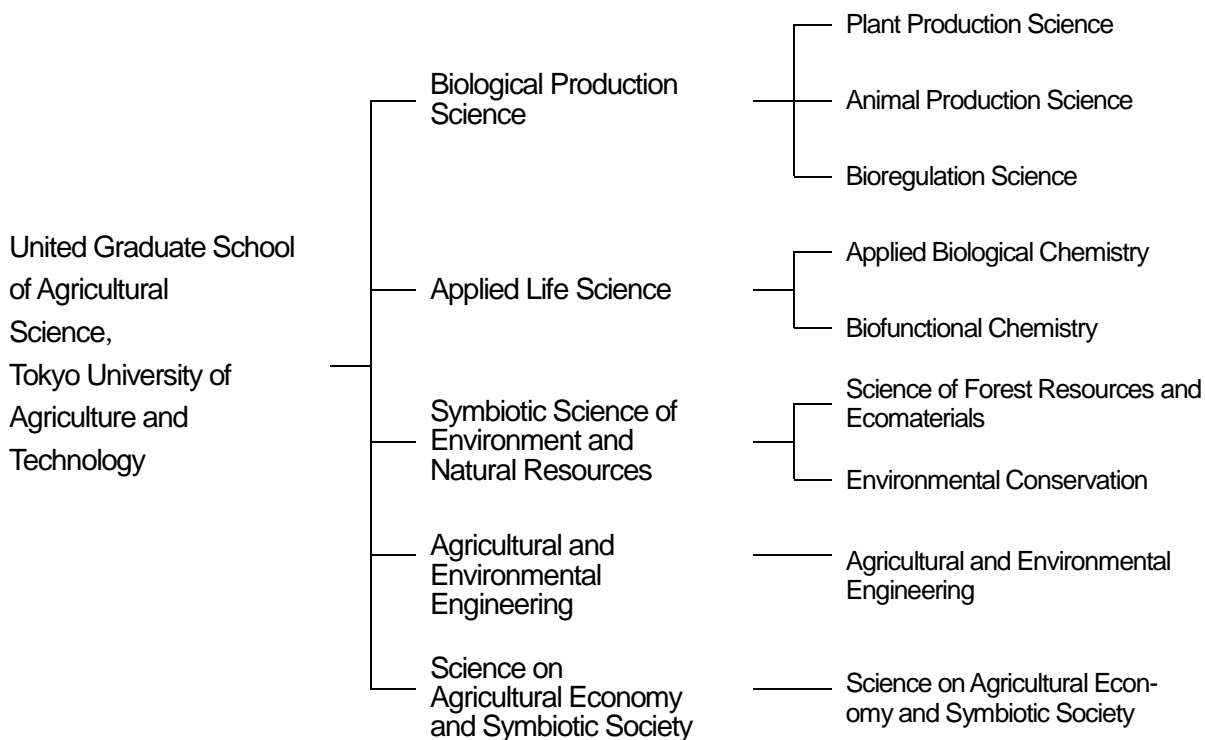 United Graduate School
of Agricultural
Science,
Tokyo University of
Agriculture and
Technology
Biological Production
Science
Plant Production Science
Animal Production Science
Bioregulation Science
Applied Life Science
Applied Biological Chemistry
Biofunctional Chemistry
Symbiotic Science of
Environment and
Natural Resources
Science of Forest Resources and
Ecomaterials
Environmental Conservation
Agricultural and
Environmental
Engineering
Agricultural and Environmental
Engineering
Science on
Agricultural Economy
and Symbiotic Society
Science on Agricultural Econ-
omy and Symbiotic Society